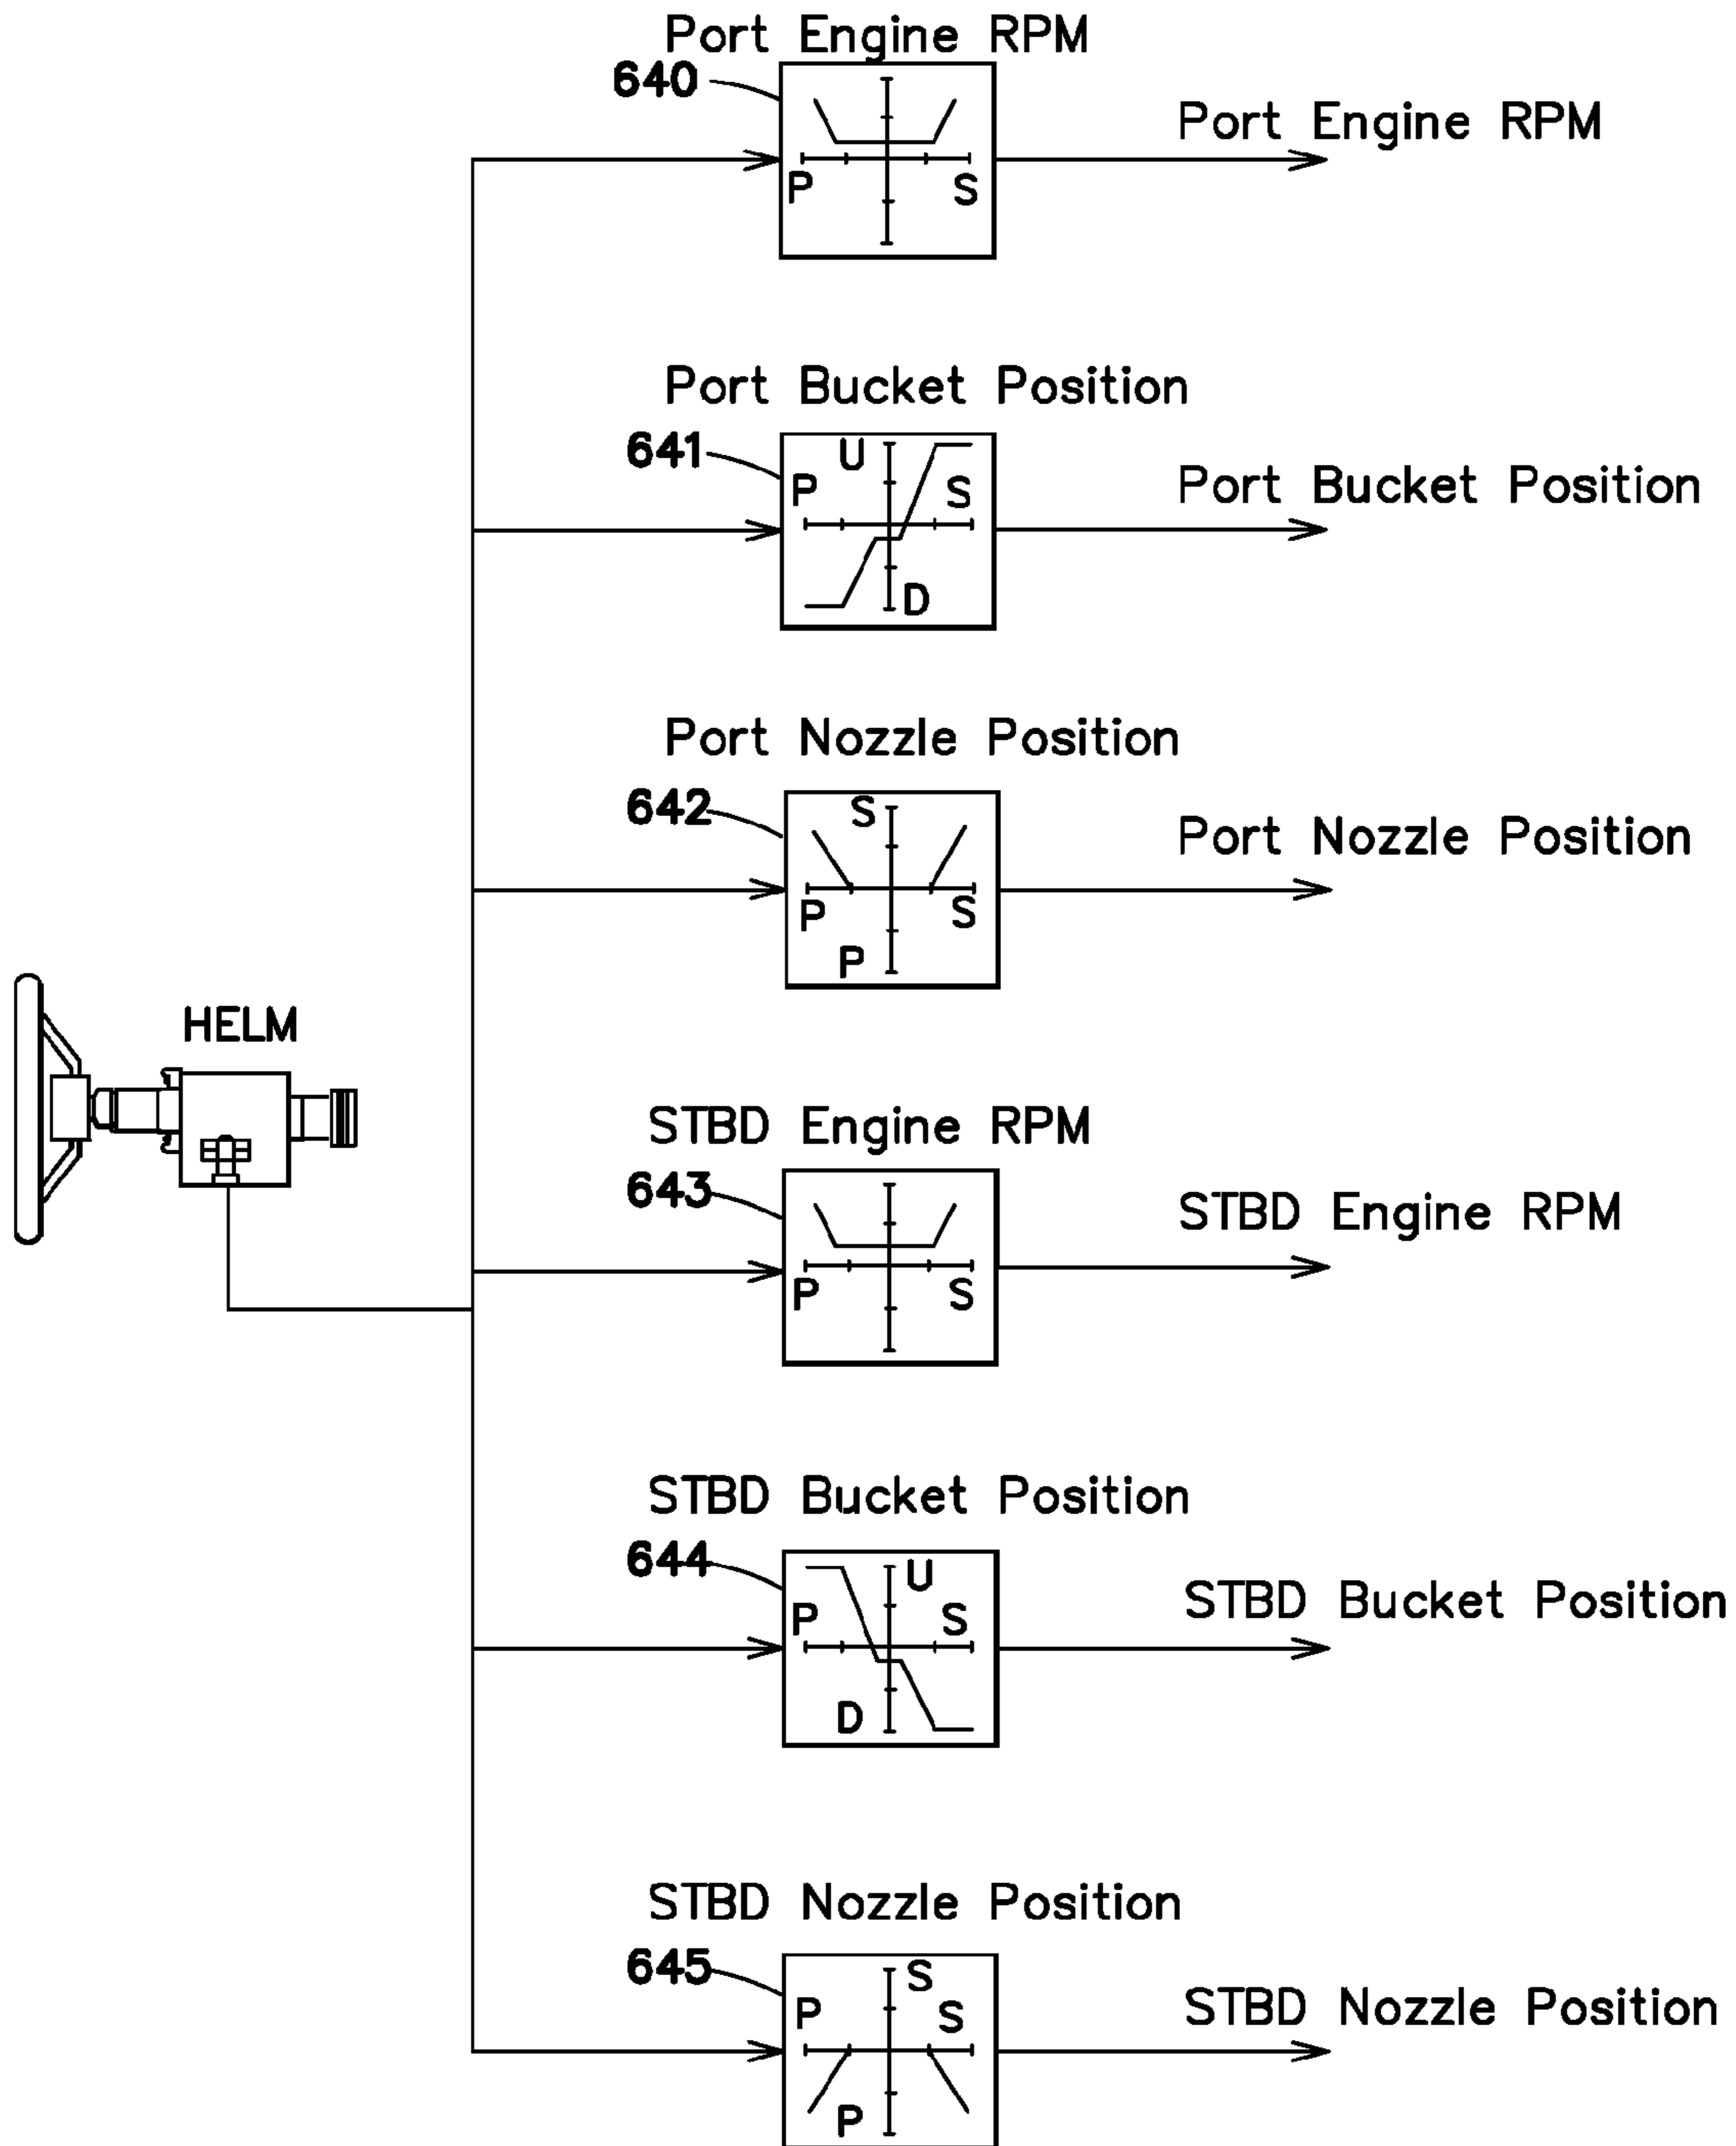 Port Engine RPM
640
P S
Port Engine RPM
Port Bucket Position
641
U
P S
D
Port Bucket Position
Port Nozzle Position
642
S
P S
P
Port Nozzle Position
HELM
STBD Engine RPM
643
P S
STBD Engine RPM
STBD Bucket Position
644
U
P S
D
STBD Bucket Position
STBD Nozzle Position
645
S
P S
P
STBD Nozzle Position